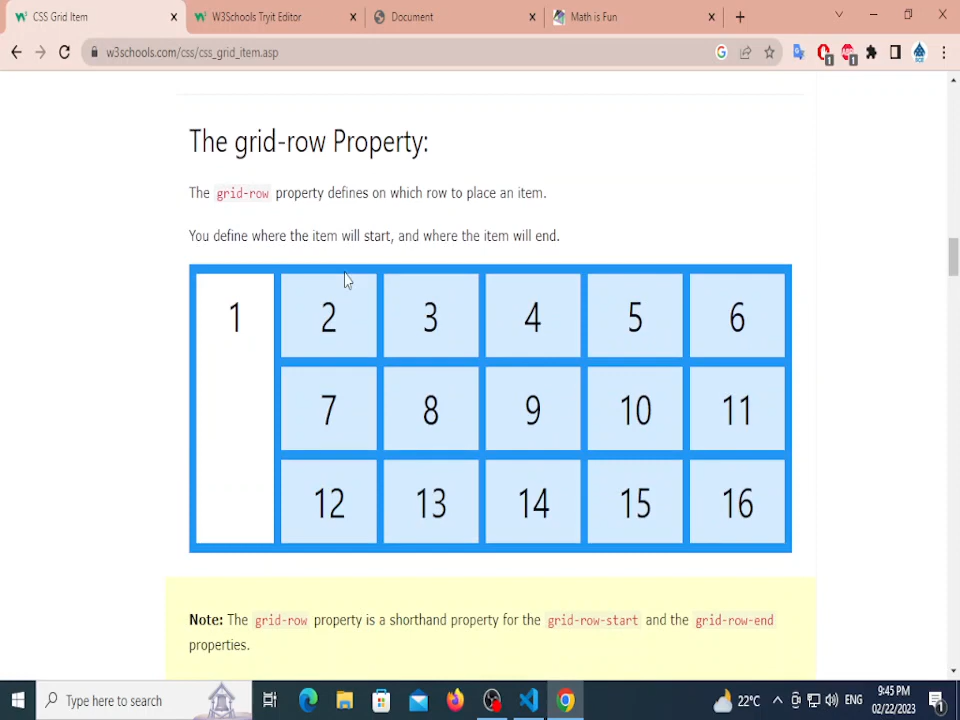 CSS Grid Item
W3Schools Tryit Editor
Document
Math is Fun
w3schools.com/css/css_grid_item.asp
The grid-row Property:
The grid-row property defines on which row to place an item.
You define where the item will start, and where the item will end.
1 2 3 4 5 6
7 8 9 10 11
12 13 14 15 16
Note: The grid-row property is a shorthand property for the grid-row-start and the grid-row-end
properties.
Type here to search
22°C
ENG
9:45 PM
02/22/2023